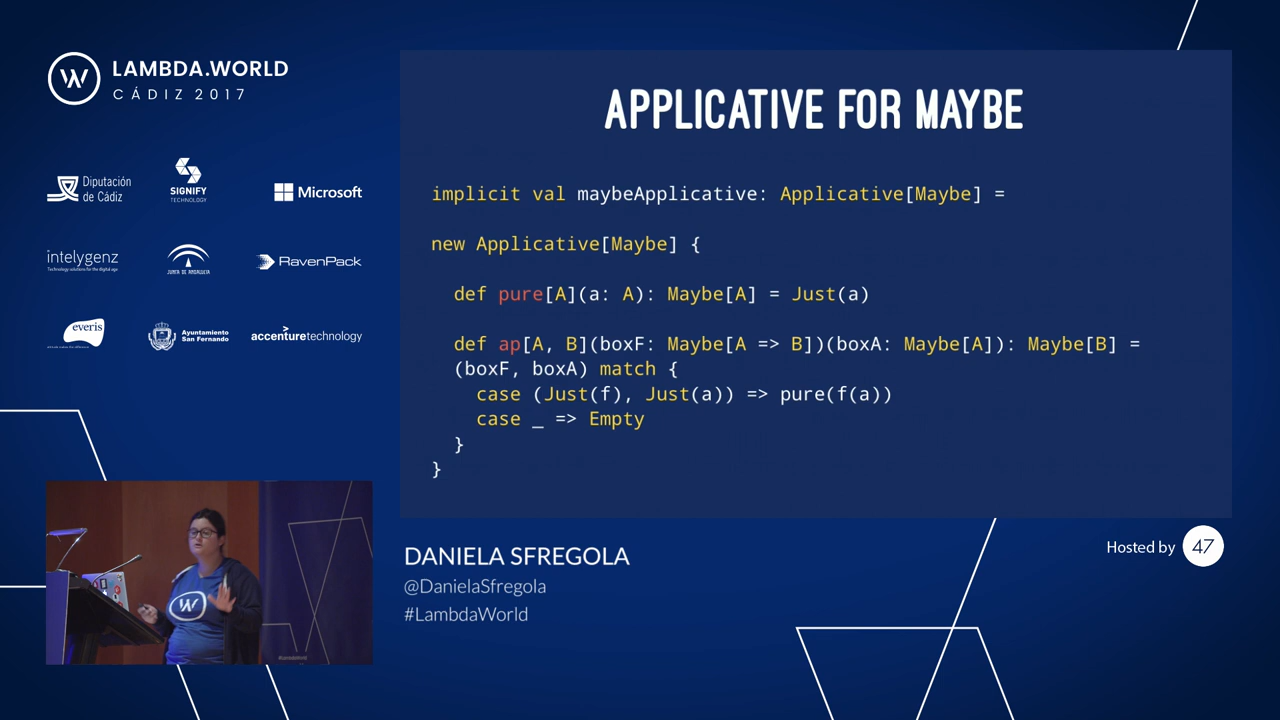 LAMBDA.WORLD
CÁDIZ 2017
Diputación
de Cádiz
SIGNIFY
TECHNOLOGY
Microsoft
intelygenz
Technology solutions for the digital age
JUNTA DE ANDALUCIA
RavenPack
everis
Ayuntamiento
San Fernando
accenturetechnology
APPLICATIVE FOR MAYBE
implicit val maybeApplicative: Applicative[Maybe] =
new Applicative[Maybe] {
def pure[A](a: A): Maybe[A] = Just(a)
def ap[A, B](boxF: Maybe[A => B])(boxA: Maybe[A]): Maybe[B] =
(boxF, boxA) match {
case (Just(f), Just(a)) => pure(f(a))
case _ => Empty
}
}
W
DANIELA SFREGOLA
@DanielaSfregola
#LambdaWorld
Hosted by 47